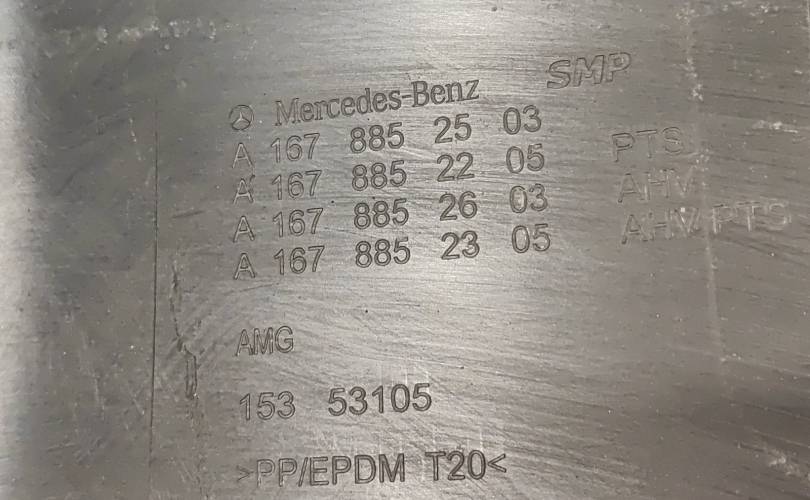 Mercedes-Benz SMP
A 167 885 25 03
A 167 885 22 05 PTS
A 167 885 26 03 AHV
A 167 885 23 05 AHV PTS
AMG
153 53105
>PP/EPDM T20<